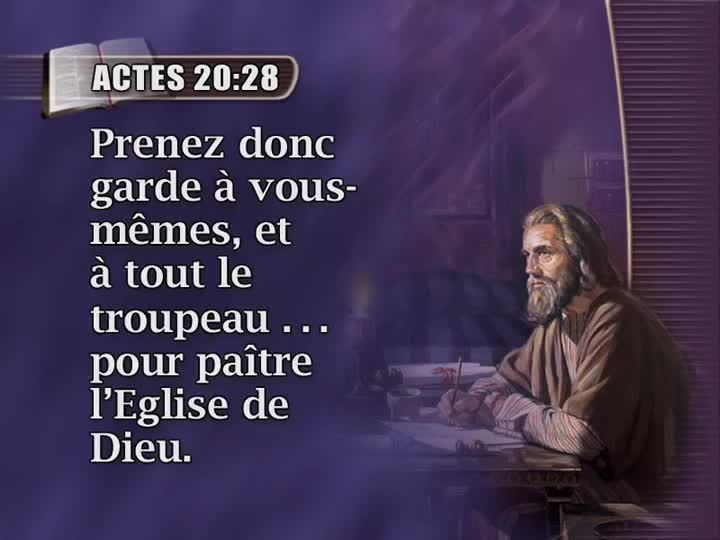 ACTES 20:28
Prenez donc
garde à vous-
mêmes, et
à tout le
troupeau . . .
pour paître
l’Eglise de
Dieu.